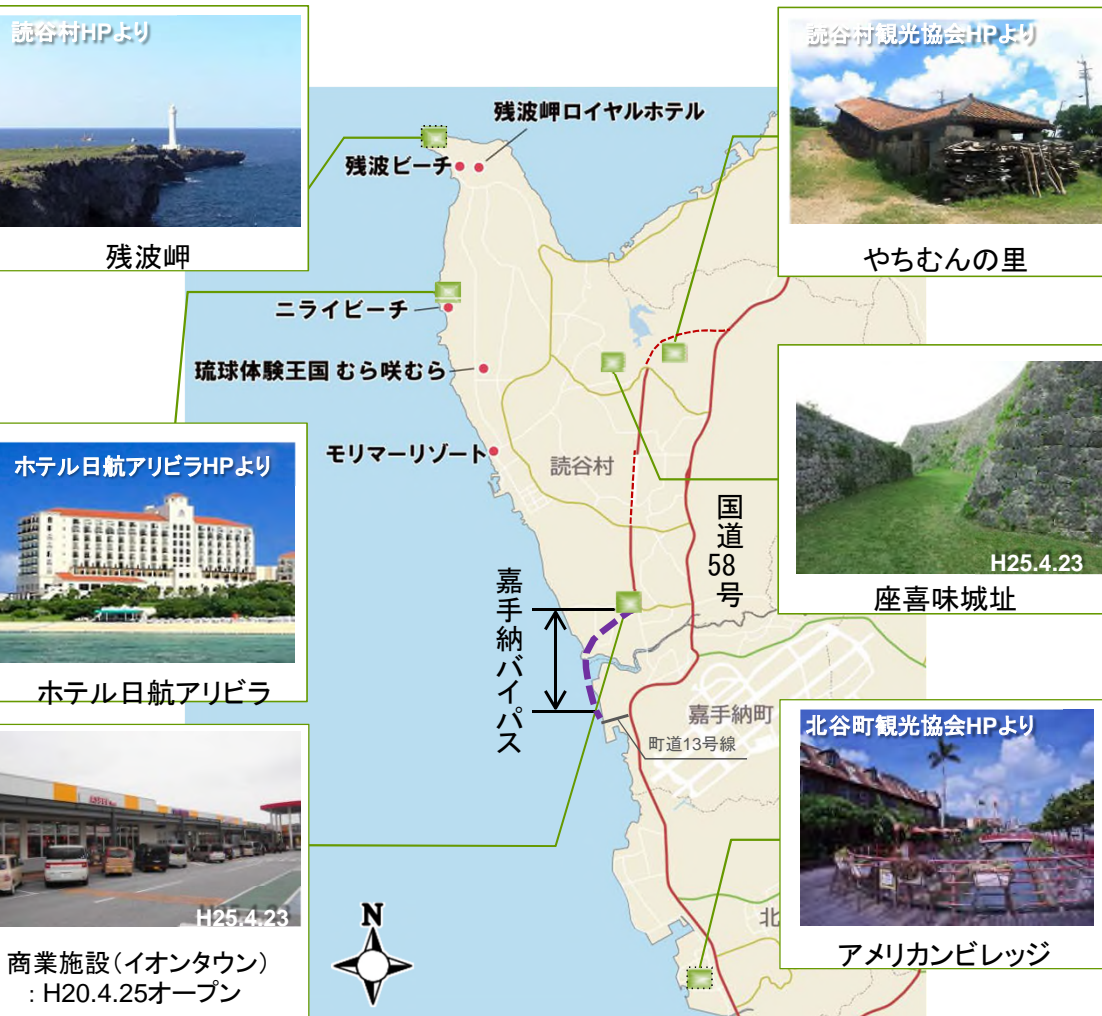 読谷村HPより
残波岬
残波岬ロイヤルホテル
残波ビーチ
読谷村観光協会HPより
やちむんの里
ニライビーチ
琉球体験王国 むら咲むら
モリマーリゾート
読谷村
ホテル日航アリビラHPより
ホテル日航アリビラ
国道58号
H25.4.23
座喜味城址
嘉手納バイパス
嘉手納町
町道13号線
H25.4.23
商業施設(イオンタウン)
:H20.4.25オープン
N
北
北谷町観光協会HPより
アメリカンビレッジ